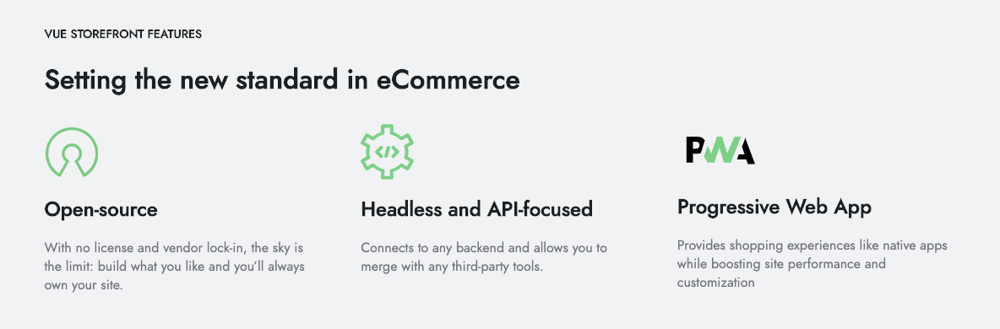 VUE STOREFRONT FEATURES
Setting the new standard in eCommerce
</>
PWA
Open-source
Headless and API-focused
Progressive Web App
With no license and vendor lock-in, the sky is
the limit: build what you like and you'll always
own your site.
Connects to any backend and allows you to
merge with any third-party tools.
Provides shopping experiences like native apps
while boosting site performance and
customization